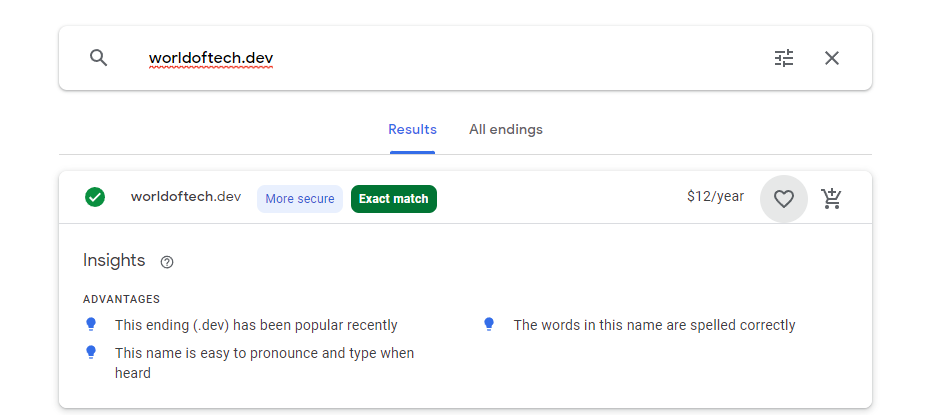 worldoftech.dev
Results All endings
worldoftech.dev More secure Exact match $12/year
Insights
ADVANTAGES
This ending (.dev) has been popular recently
This name is easy to pronounce and type when
heard
The words in this name are spelled correctly